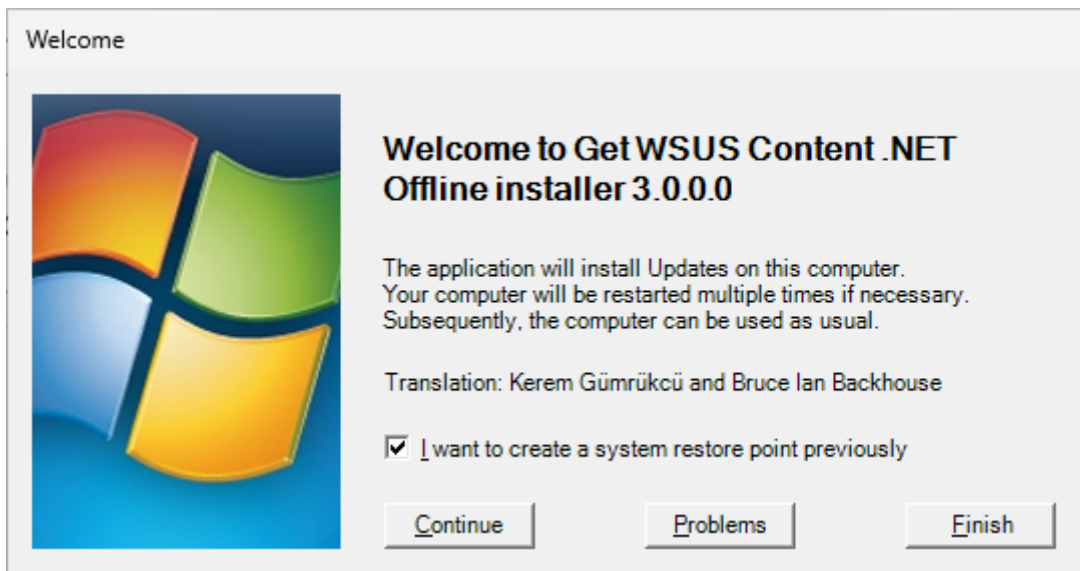 Welcome
Welcome to Get WSUS Content .NET
Offline installer 3.0.0.0
The application will install Updates on this computer.
Your computer will be restarted multiple times if necessary.
Subsequently, the computer can be used as usual.
Translation: Kerem Gümrükcü and Bruce Ian Backhouse
I want to create a system restore point previously
Continue Problems Finish